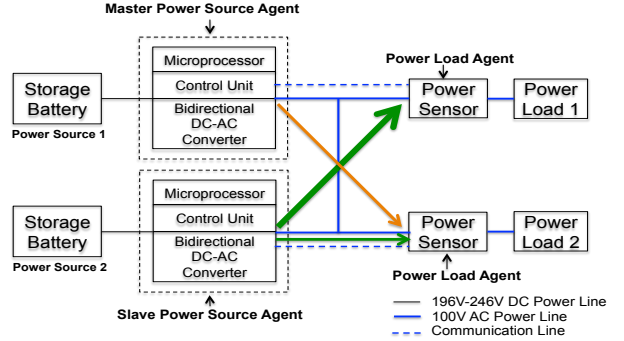 Master Power Source Agent
Microprocessor
Control Unit
Bidirectional
DC-AC
Converter
Storage
Battery
Power Source 1
Power Load Agent
Power
Sensor
Power
Load 1
Microprocessor
Control Unit
Bidirectional
DC-AC
Converter
Storage
Battery
Power Source 2
Power
Sensor
Power
Load 2
Power Load Agent
Slave Power Source Agent
196V-246V DC Power Line
100V AC Power Line
Communication Line